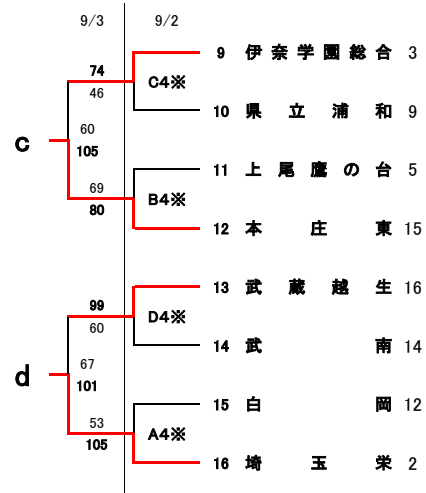 9/3 9/2
9 伊奈学園総合 3
74
C4※
46
10 県立浦和 9
60
c
105
11 上尾鷹の台 5
69
B4※
80
12 本庄東 15
13 武蔵越生 16
99
D4※
60
14 武南 14
67
d
101
15 白岡 12
53
A4※
105
16 埼玉栄 2